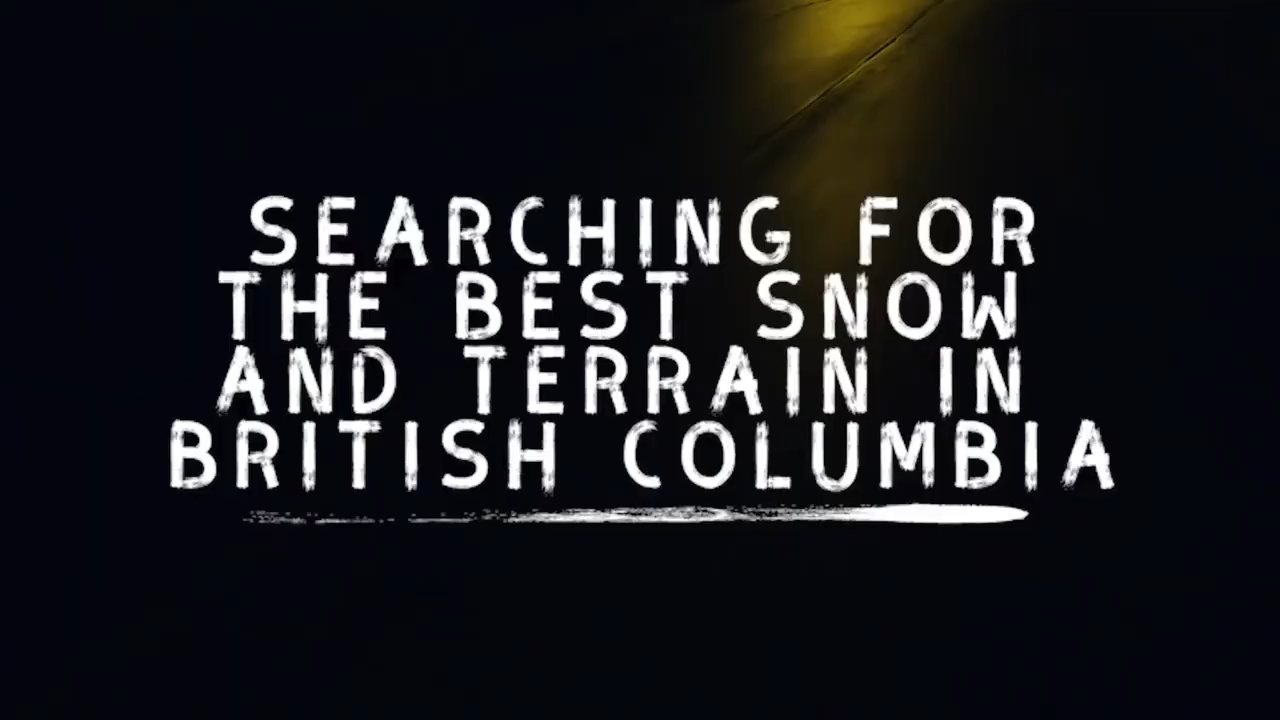 SEARCHING FOR
THE BEST SNOW
AND TERRAIN IN
BRITISH COLUMBIA